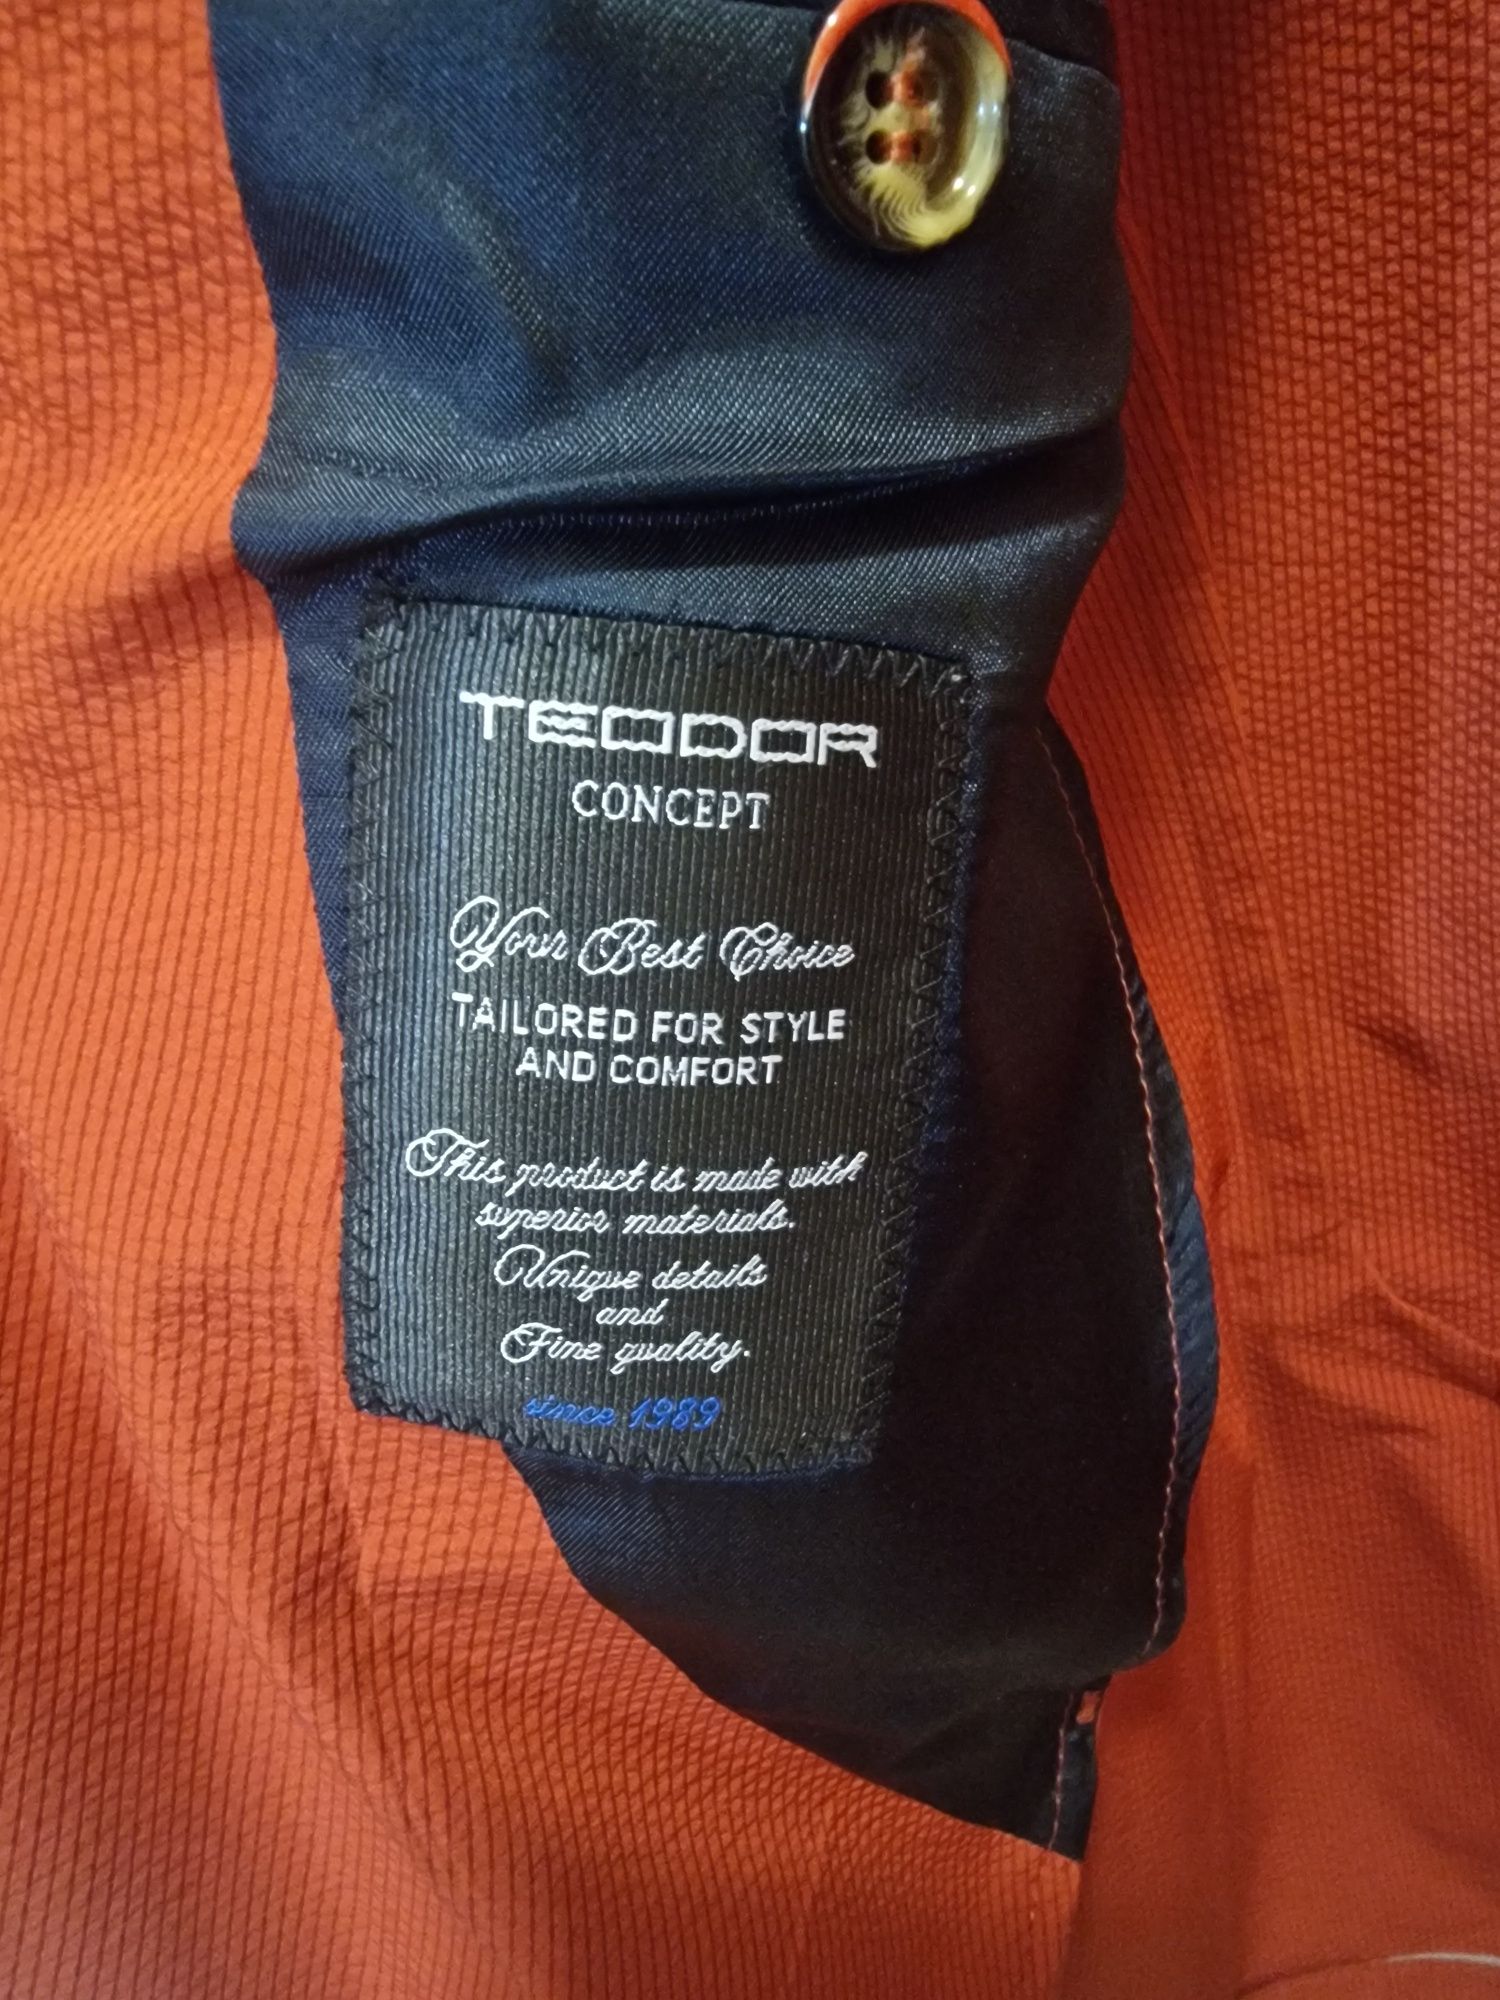 TEODOR
CONCEPT
Your Best Choice
TAILORED FOR STYLE
AND COMFORT
This product is made with
superior materials.
Unique details
and
Fine quality.
since 1989